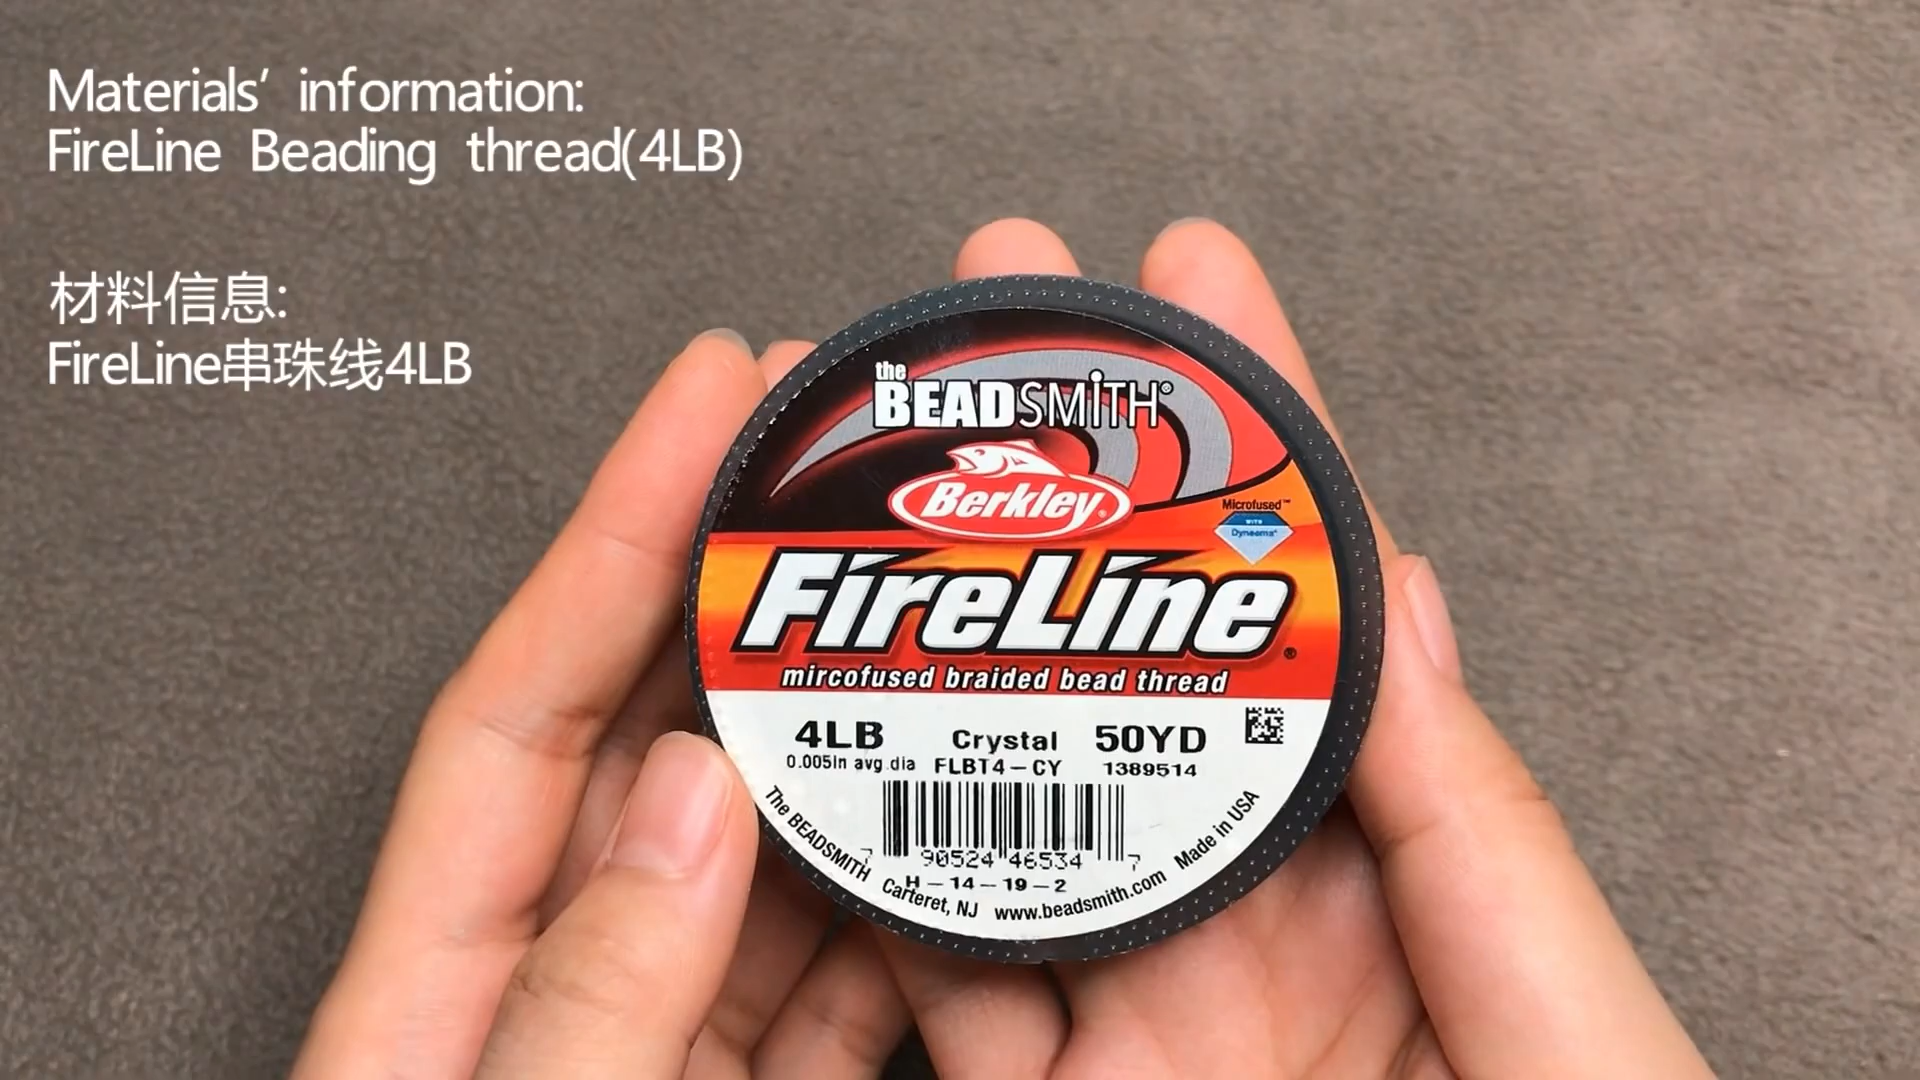 Materials' information:
FireLine Beading thread(4LB)
材料信息:
FireLine串珠线4LB
the
BEADSMiTH®
Berkley®
Microfused™
WITH
Dyneema®
FireLine®
mircofused braided bead thread
4LB Crystal 50YD
0.005In avg.dia FLBT4-CY 1389514
7 90524 46534 7
H-14-19-2
The BEADSMITH Carteret, NJ www.beadsmith.com Made in USA